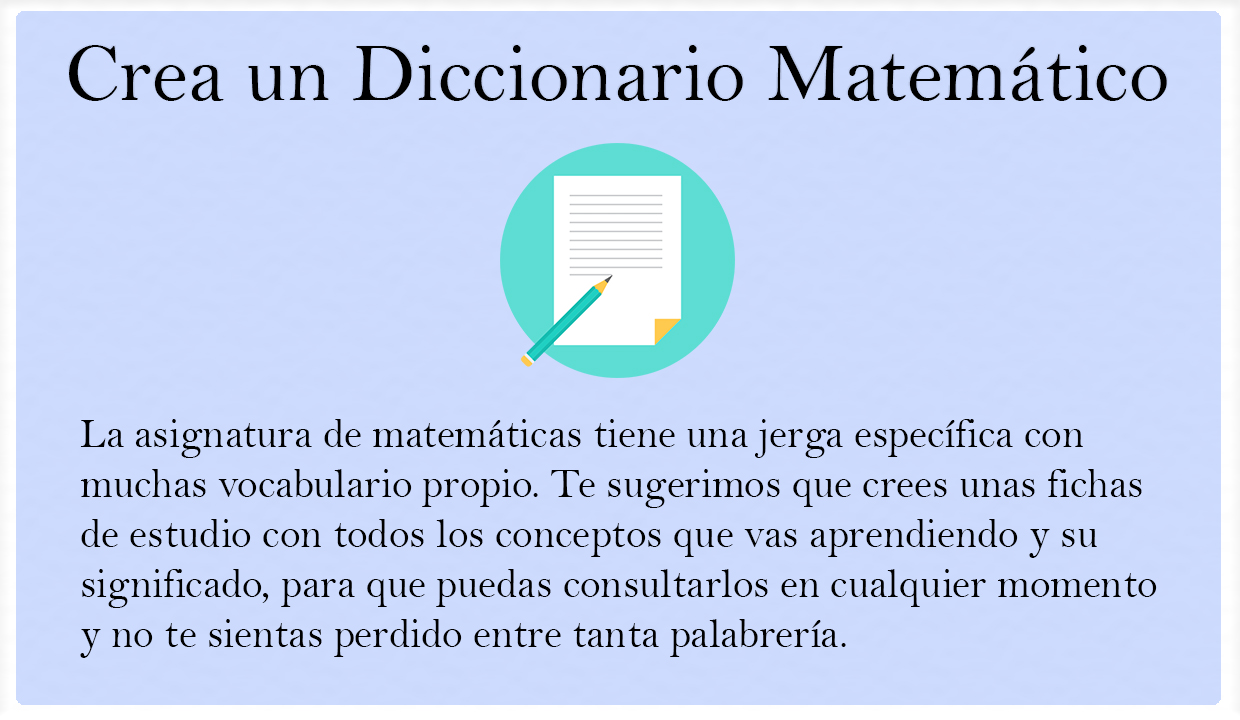 Crea un Diccionario Matemático
La asignatura de matemáticas tiene una jerga específica con
muchas vocabulario propio. Te sugerimos que crees unas fichas
de estudio con todos los conceptos que vas aprendiendo y su
significado, para que puedas consultarlos en cualquier momento
y no te sientas perdido entre tanta palabrería.